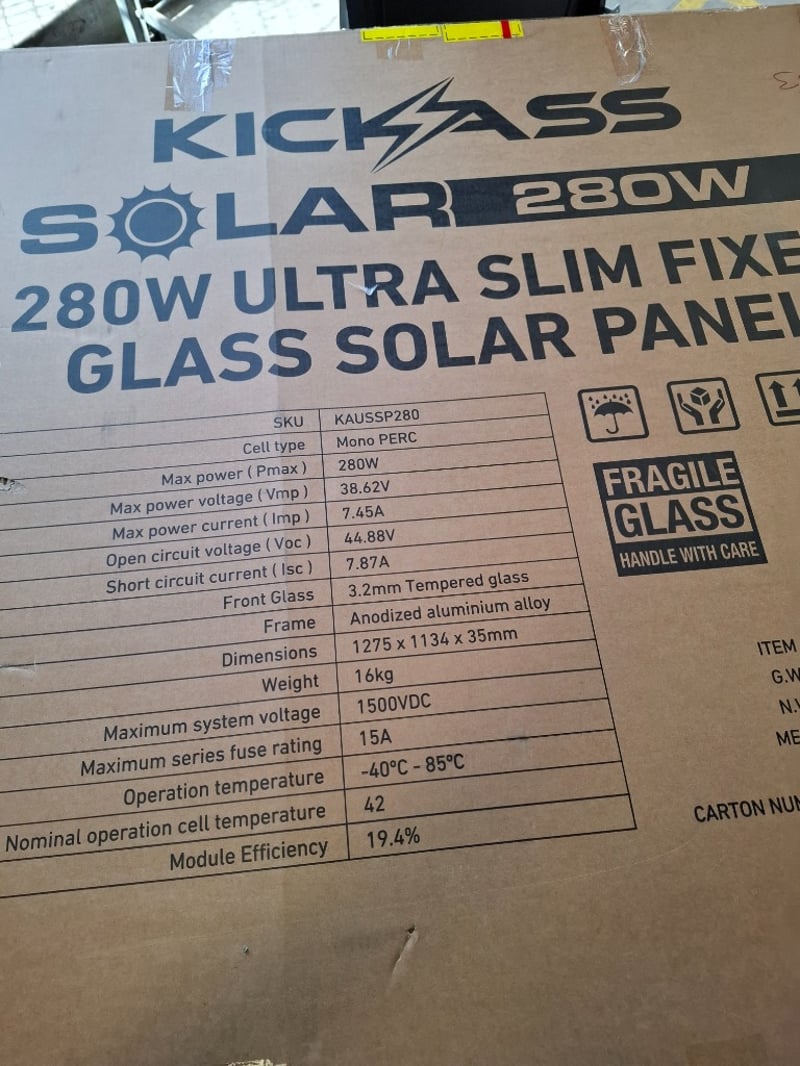 KICKASS
SOLAR 280W
280W ULTRA SLIM FIXE
GLASS SOLAR PANEL
SKU KAUSSP280
Cell type Mono PERC
Max power ( Pmax ) 280W
Max power voltage ( Vmp ) 38.62V
Max power current ( Imp ) 7.45A
Open circuit voltage ( Voc ) 44.88V
Short circuit current ( Isc ) 7.87A
Front Glass 3.2mm Tempered glass
Frame Anodized aluminium alloy
Dimensions 1275 x 1134 x 35mm
Weight 16kg
Maximum system voltage 1500VDC
Maximum series fuse rating 15A
Operation temperature -40°C - 85°C
Nominal operation cell temperature 42
Module Efficiency 19.4%
FRAGILE
GLASS
HANDLE WITH CARE
ITEM
G.W
N.
ME
CARTON NUM